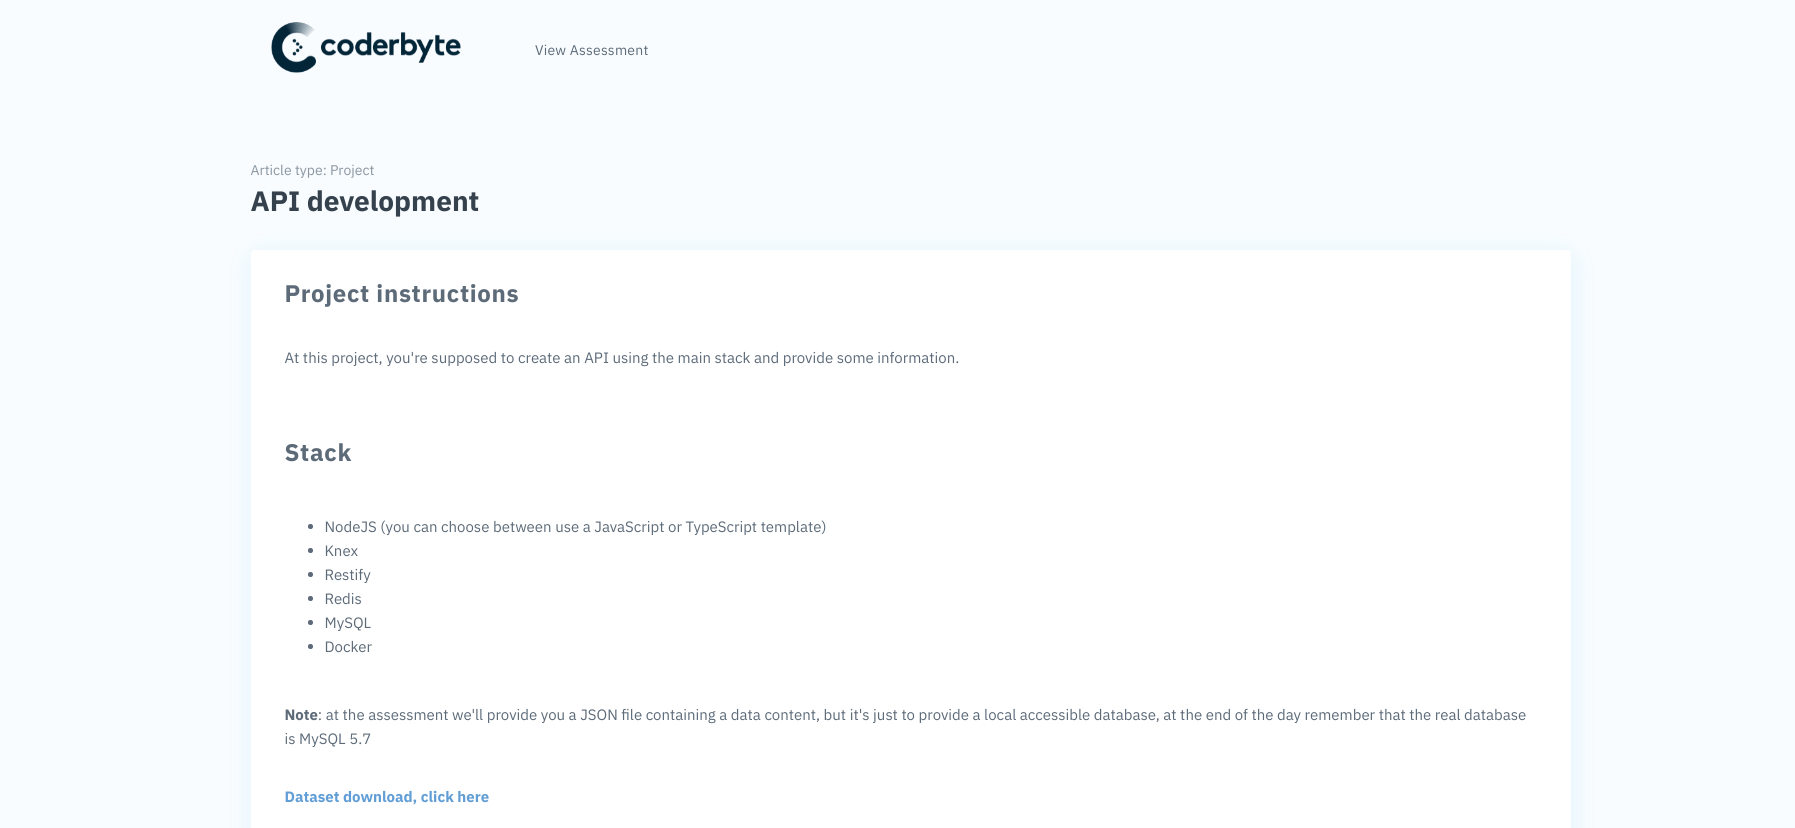 coderbyte
View Assessment
Article type: Project
API development
Project instructions
At this project, you're supposed to create an API using the main stack and provide some information.
Stack
NodeJS (you can choose between use a JavaScript or TypeScript template)
Knex
Restify
Redis
MySQL
Docker
Note: at the assessment we'll provide you a JSON file containing a data content, but it's just to provide a local accessible database, at the end of the day remember that the real database
is MySQL 5.7
Dataset download, click here